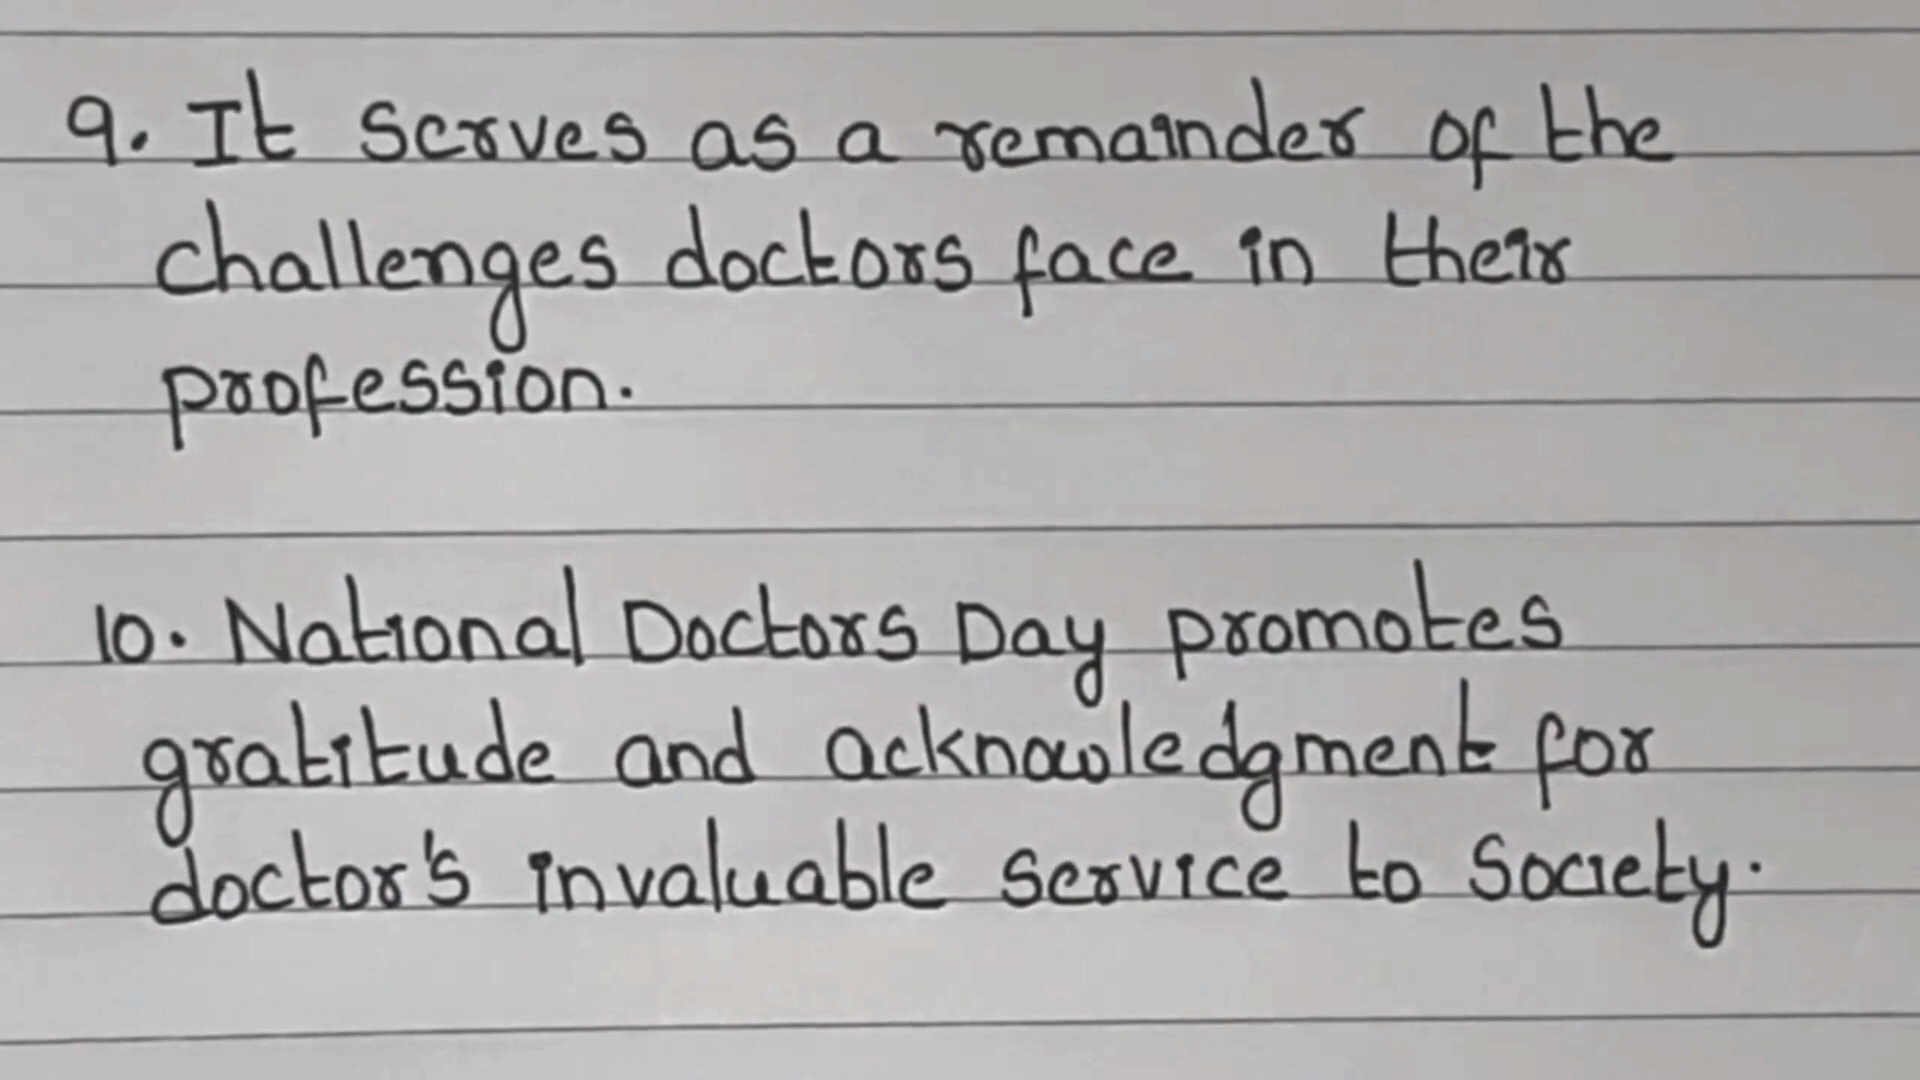 9. It serves as a remainder of the
challenges doctors face in their
profession.
10. National Doctors Day promotes
gratitude and acknowledgment for
doctor's invaluable service to Society.